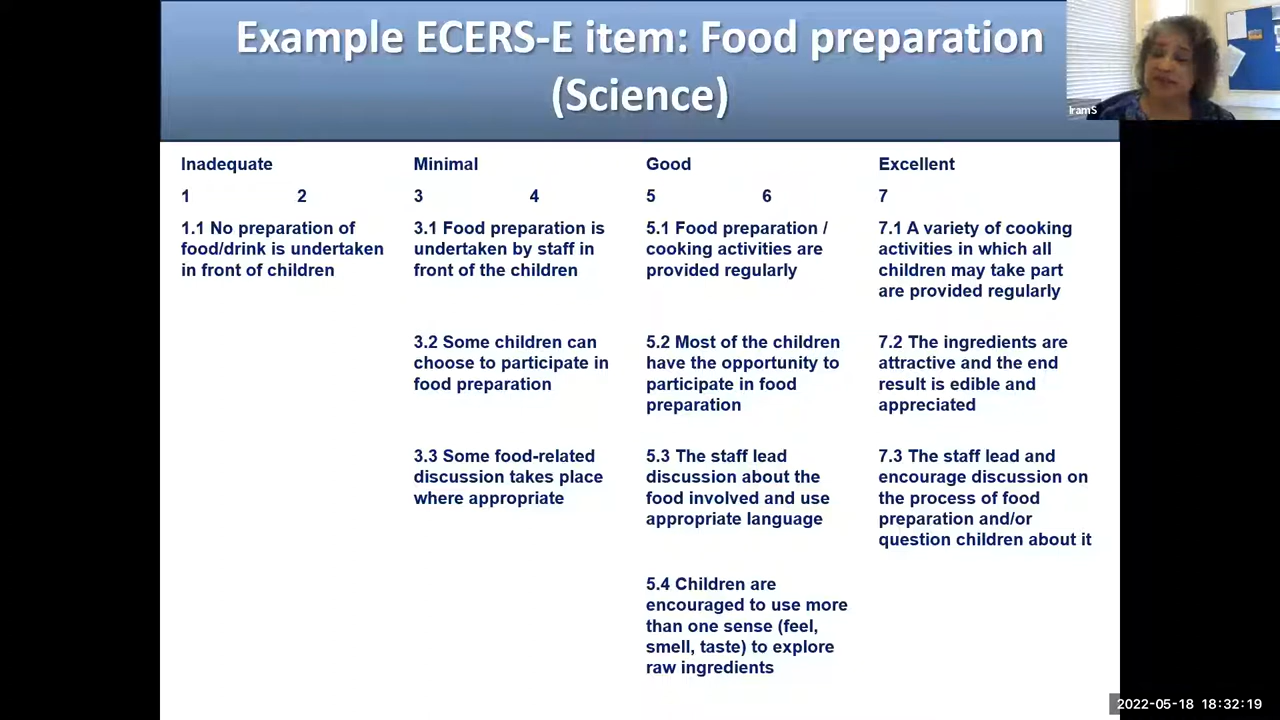 Example ECERS-E item: Food preparation
(Science)
IramS
Inadequate
Minimal
Good
Excellent
1 2 3 4 5 6 7
1.1 No preparation of
food/drink is undertaken
in front of children
3.1 Food preparation is
undertaken by staff in
front of the children
3.2 Some children can
choose to participate in
food preparation
3.3 Some food-related
discussion takes place
where appropriate
5.1 Food preparation /
cooking activities are
provided regularly
5.2 Most of the children
have the opportunity to
participate in food
preparation
5.3 The staff lead
discussion about the
food involved and use
appropriate language
5.4 Children are
encouraged to use more
than one sense (feel,
smell, taste) to explore
raw ingredients
7.1 A variety of cooking
activities in which all
children may take part
are provided regularly
7.2 The ingredients are
attractive and the end
result is edible and
appreciated
7.3 The staff lead and
encourage discussion on
the process of food
preparation and/or
question children about it
2022-05-18 18:32:19